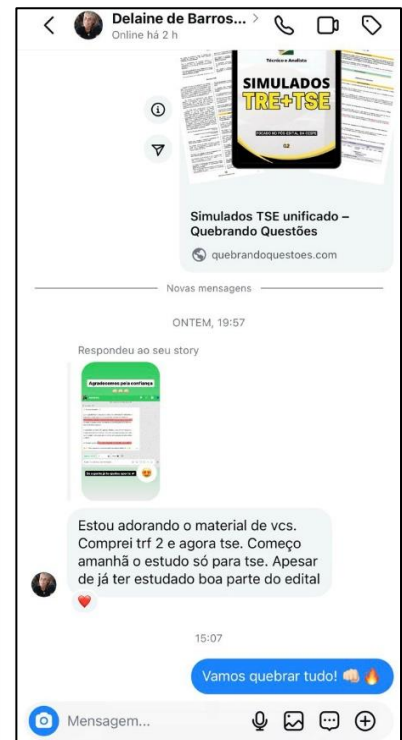 Delaine de Barros...
Online há 2 h
Técnico e Analista
SIMULADOS
TRE+TSE
Simulados TSE unificado –
Quebrando Questões
quebrandoquestoes.com
Novas mensagens
ONTEM, 19:57
Respondeu ao seu story
Agradecemos pela confiança
Estou adorando o material de vcs.
Comprei trf 2 e agora tse. Começo
amanhã o estudo só para tse. Apesar
de já ter estudado boa parte do edital
15:07
Vamos quebrar tudo! 👊🏻🔥
Mensagem...